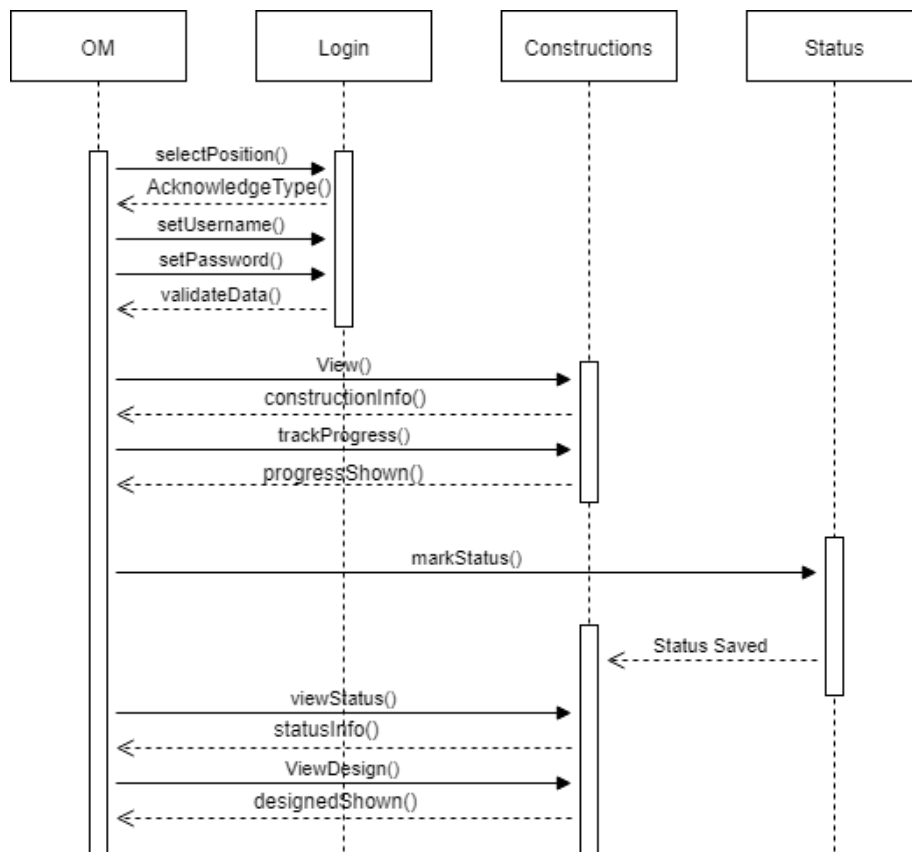 OM
Login
Constructions
Status
selectPosition()
AcknowledgeType()
setUsername()
setPassword()
validateData()
View()
constructionInfo()
trackProgress()
progressShown()
markStatus()
Status Saved
viewStatus()
statusInfo()
ViewDesign()
designedShown()